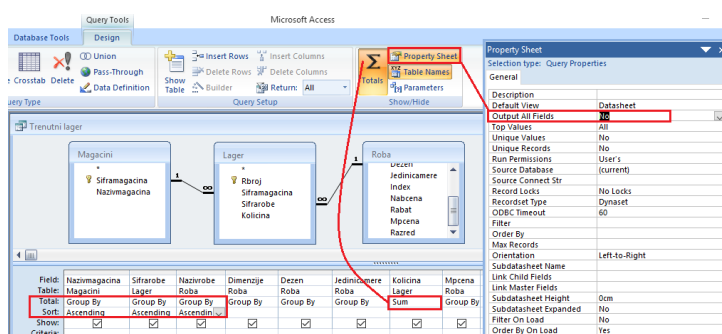 Query Tools
Microsoft Access
Database Tools
Design
Crosstab
Delete
Union
Pass-Through
Data Definition
Query Type
Show Table
Insert Rows
Delete Rows
Builder
Insert Columns
Delete Columns
Return: All
Query Setup
Totals
Property Sheet
Table Names
Parameters
Show/Hide
Trenutni lager
Magacini
*
Siframagacina
Nazivmagacina
1
∞
Lager
*
Rbroj
Siframagacina
Sifrarobe
Kolicina
∞
1
Roba
Dezen
Jedinicamere
Index
Nabcena
Rabat
Mpcena
Razred
Field: Nazivmagacina Sifrarobe Nazivrobe Dimenzije Dezen Jedinicamere Kolicina Mpcena
Table: Magacini Lager Roba Roba Roba Roba Lager Roba
Total: Group By Group By Group By Group By Group By Group By Sum Group By
Sort: Ascending Ascending Ascendin
Show:
Criteria:
Property Sheet
Selection type: Query Properties
General
Description
Default View Datasheet
Output All Fields No
Top Values All
Unique Values No
Unique Records No
Run Permissions User's
Source Database (current)
Source Connect Str
Record Locks No Locks
Recordset Type Dynaset
ODBC Timeout 60
Filter
Order By
Max Records
Orientation Left-to-Right
Subdatasheet Name
Link Child Fields
Link Master Fields
Subdatasheet Height 0cm
Subdatasheet Expanded No
Filter On Load No
Order By On Load Yes